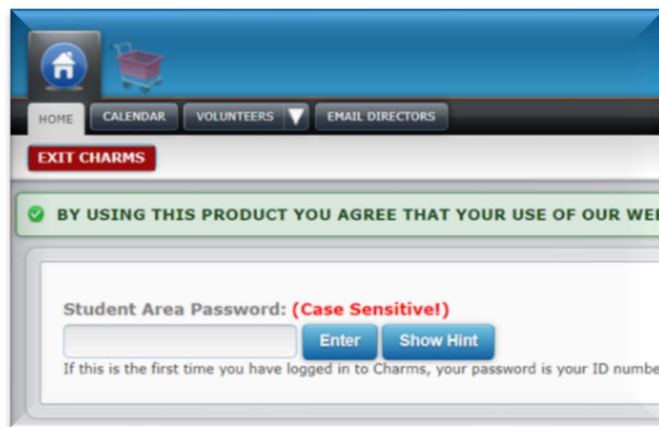 HOME CALENDAR VOLUNTEERS EMAIL DIRECTORS
EXIT CHARMS
BY USING THIS PRODUCT YOU AGREE THAT YOUR USE OF OUR
Student Area Password: (Case Sensitive!)
Enter Show Hint
If this is the first time you have logged in to Charms, your password is your ID